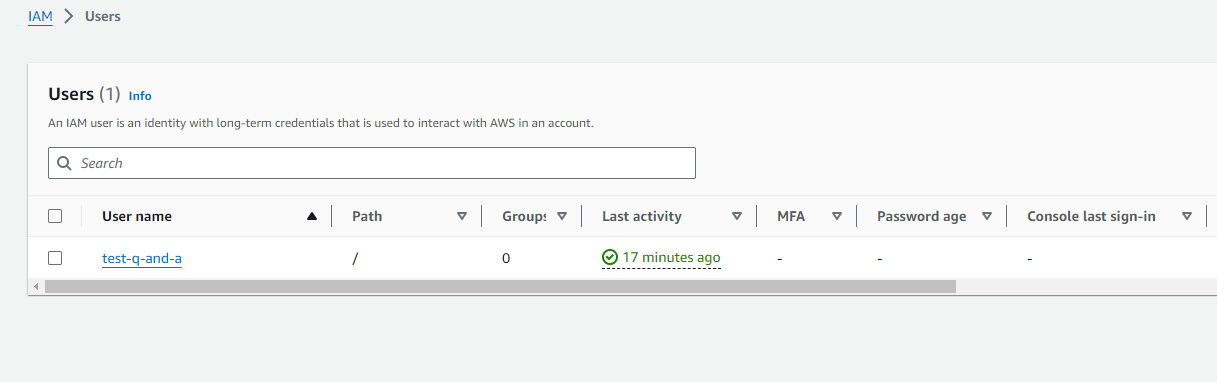 IAM > Users
Users (1) Info
An IAM user is an identity with long-term credentials that is used to interact with AWS in an account.
Search
User name Path Groups Last activity MFA Password age Console last sign-in
test-q-and-a / 0 17 minutes ago - - -